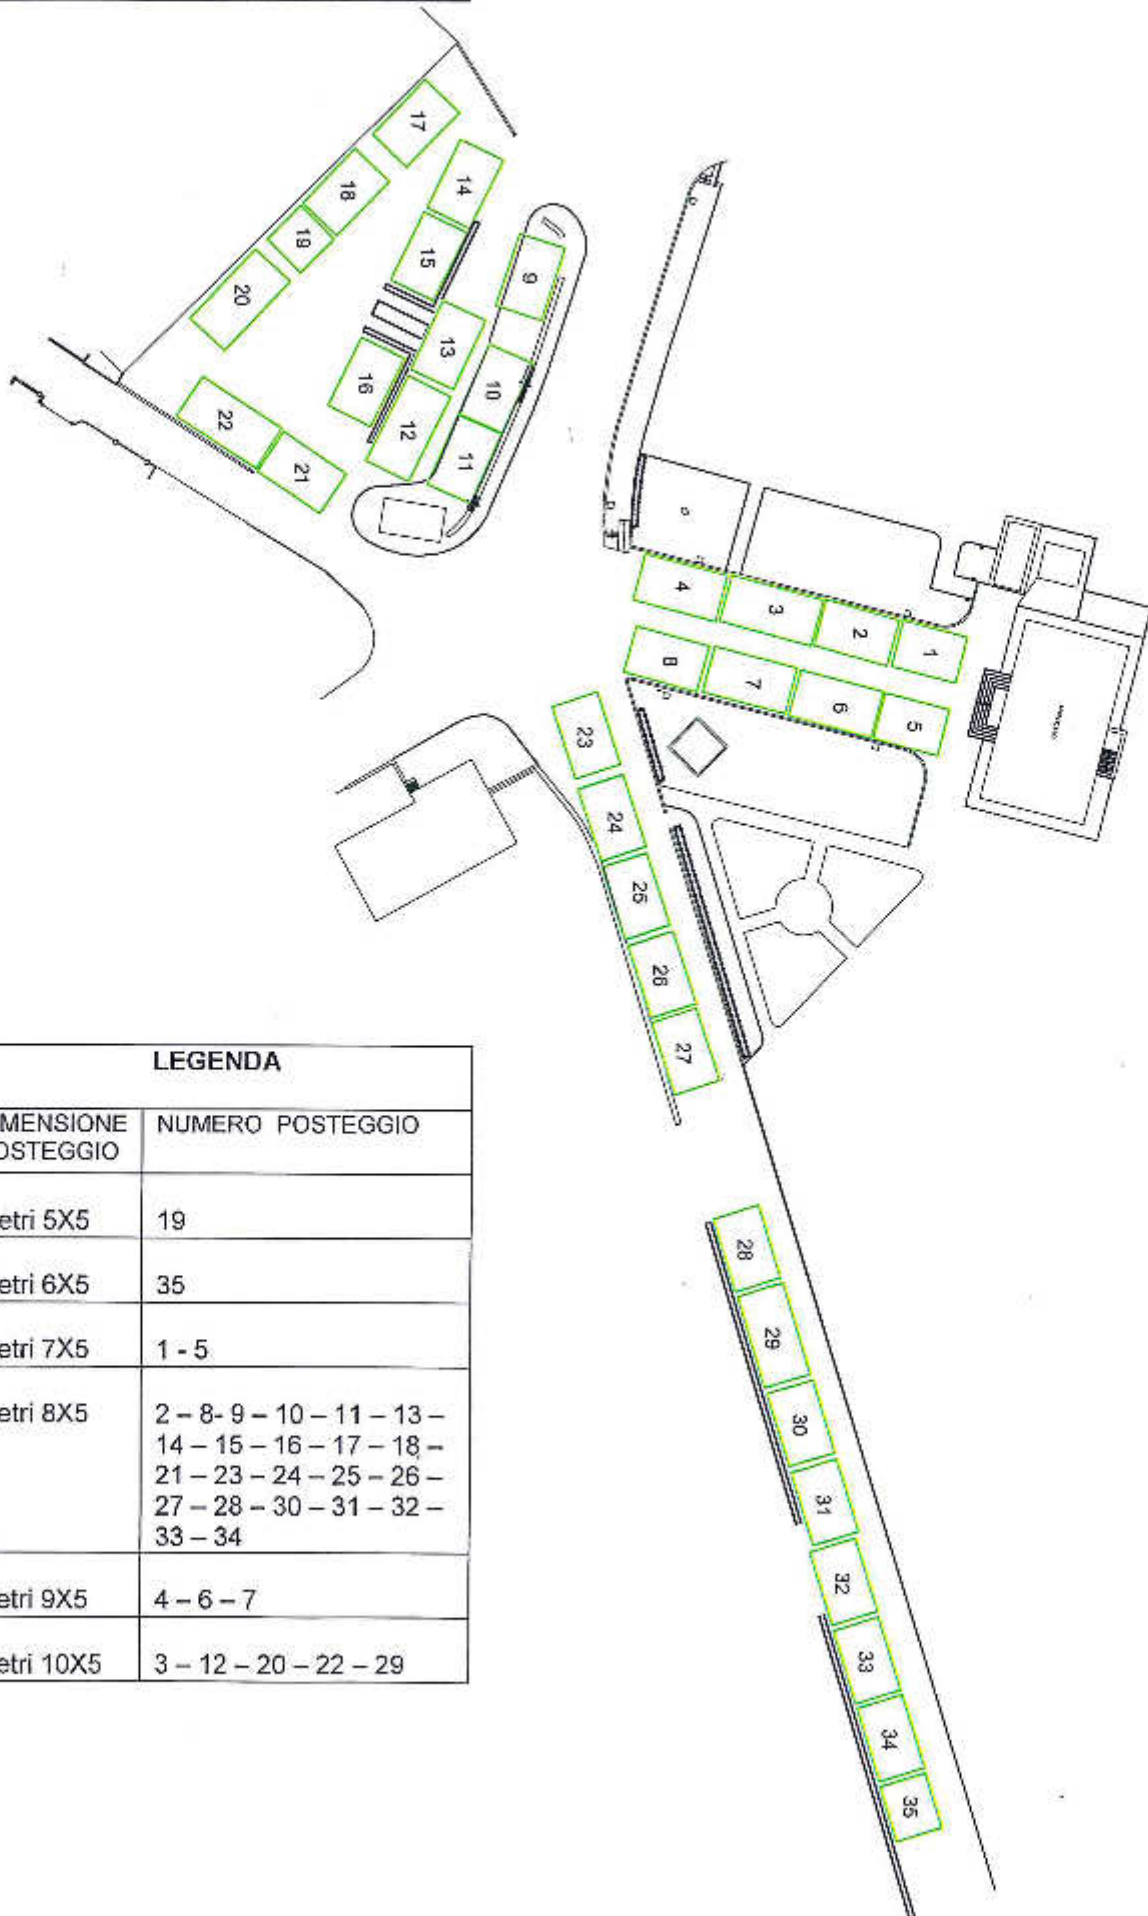 17
14
18
15
19
9
20
13
16
10
12
22
11
21
4
3
2
1
8
7
6
5
23
24
25
26
27
28
29
30
31
32
33
34
35
LEGENDA
MENSIONE NUMERO POSTEGGIO
OSTEGGIO
etri 5X5 19
etri 6X5 35
etri 7X5 1 - 5
etri 8X5 2 – 8- 9 – 10 – 11 – 13 –
14 – 15 – 16 – 17 – 18 –
21 – 23 – 24 – 25 – 26 –
27 – 28 – 30 – 31 – 32 –
33 – 34
etri 9X5 4 – 6 – 7
etri 10X5 3 – 12 – 20 – 22 – 29